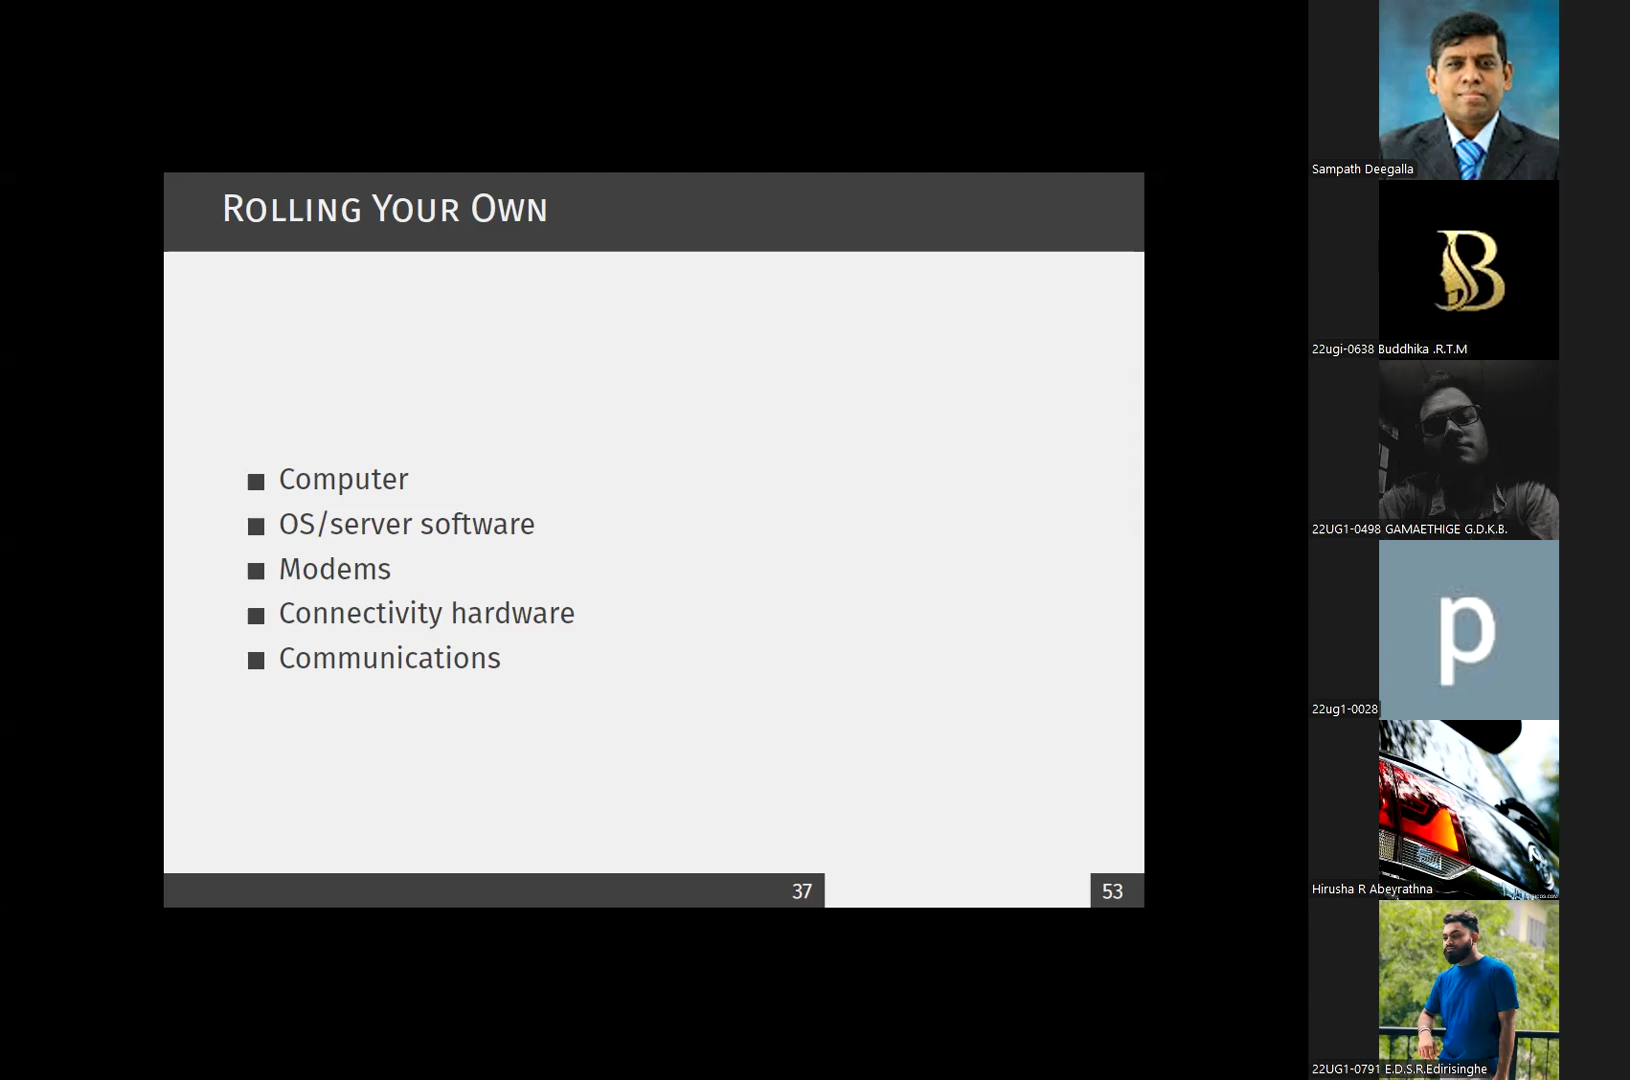 Rolling Your Own
Computer
OS/server software
Modems
Connectivity hardware
Communications
37
53
Sampath Deegalla
B
22ugi-0638 Buddhika .R.T.M
22UG1-0498 GAMAETHIGE G.D.K.B.
p
22ug1-0028
Hirusha R Abeyrathna
22UG1-0791 E.D.S.R.Edirisinghe